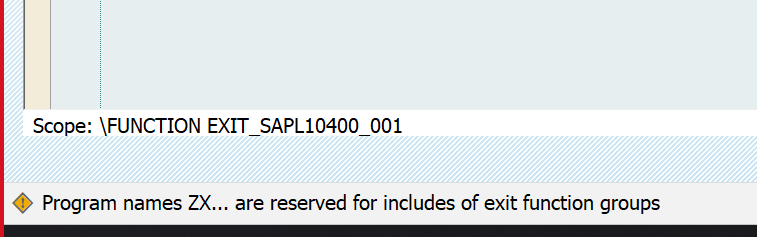 Scope: \FUNCTION EXIT_SAPL10400_001
Program names ZX... are reserved for includes of exit function groups